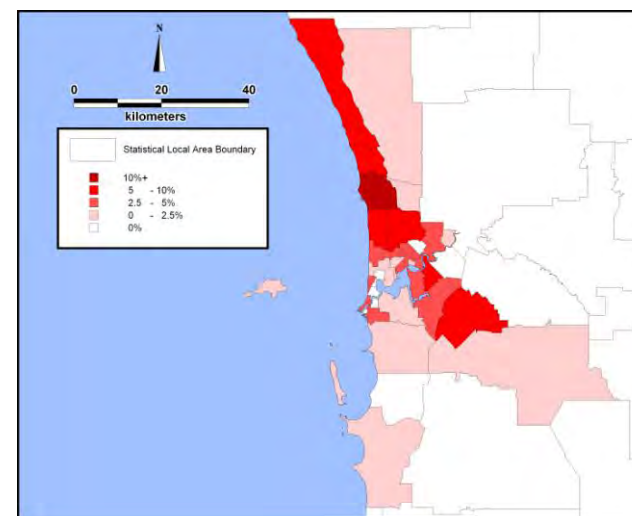 N
0 20 40
kilometers
Statistical Local Area Boundary
10%+
5 - 10%
2.5 - 5%
0 - 2.5%
0%